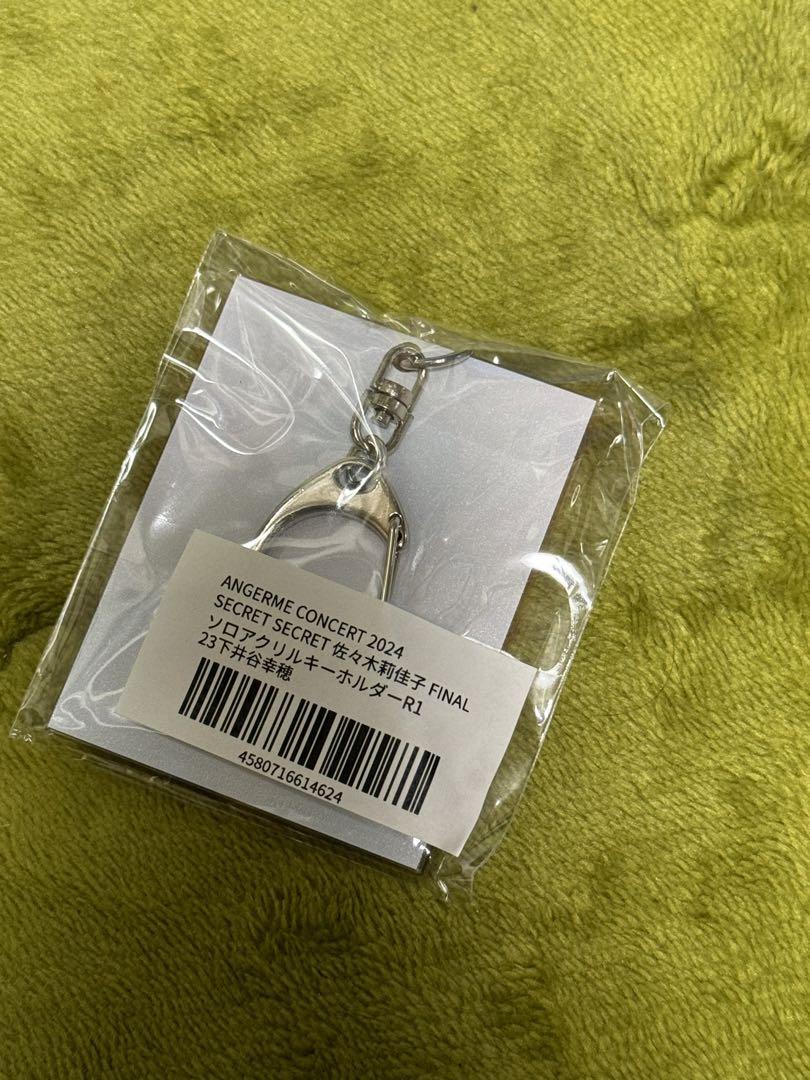 ANGERME CONCERT 2024
SECRET SECRET 佐々木莉佳子 FINAL
ソロアクリルキーホルダーR1
23下井谷幸穂
4580716614624